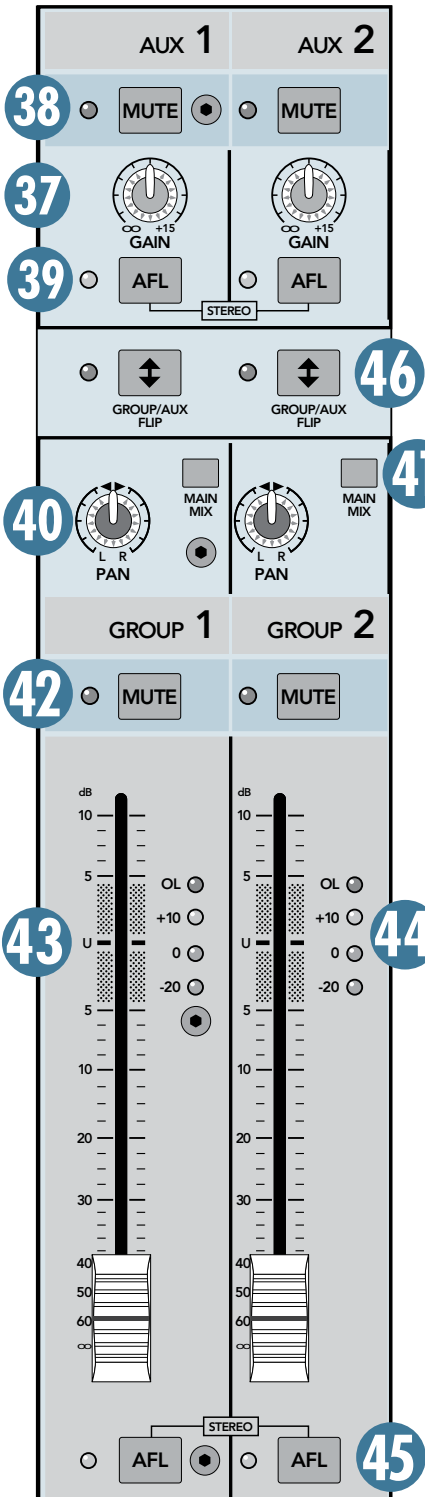 AUX 1 AUX 2
38 MUTE MUTE
37
∞ +15 ∞ +15
GAIN GAIN
39 AFL AFL
STEREO
46
GROUP/AUX FLIP GROUP/AUX FLIP
MAIN MIX MAIN MIX
40
L R L R
PAN PAN
GROUP 1 GROUP 2
42 MUTE MUTE
dB dB
10 10
5 5
OL OL
+10 +10
43 U U 44
0 0
-20 -20
5 5
10 10
20 20
30 30
40 40
50 50
60 60
∞ ∞
STEREO
AFL AFL 45